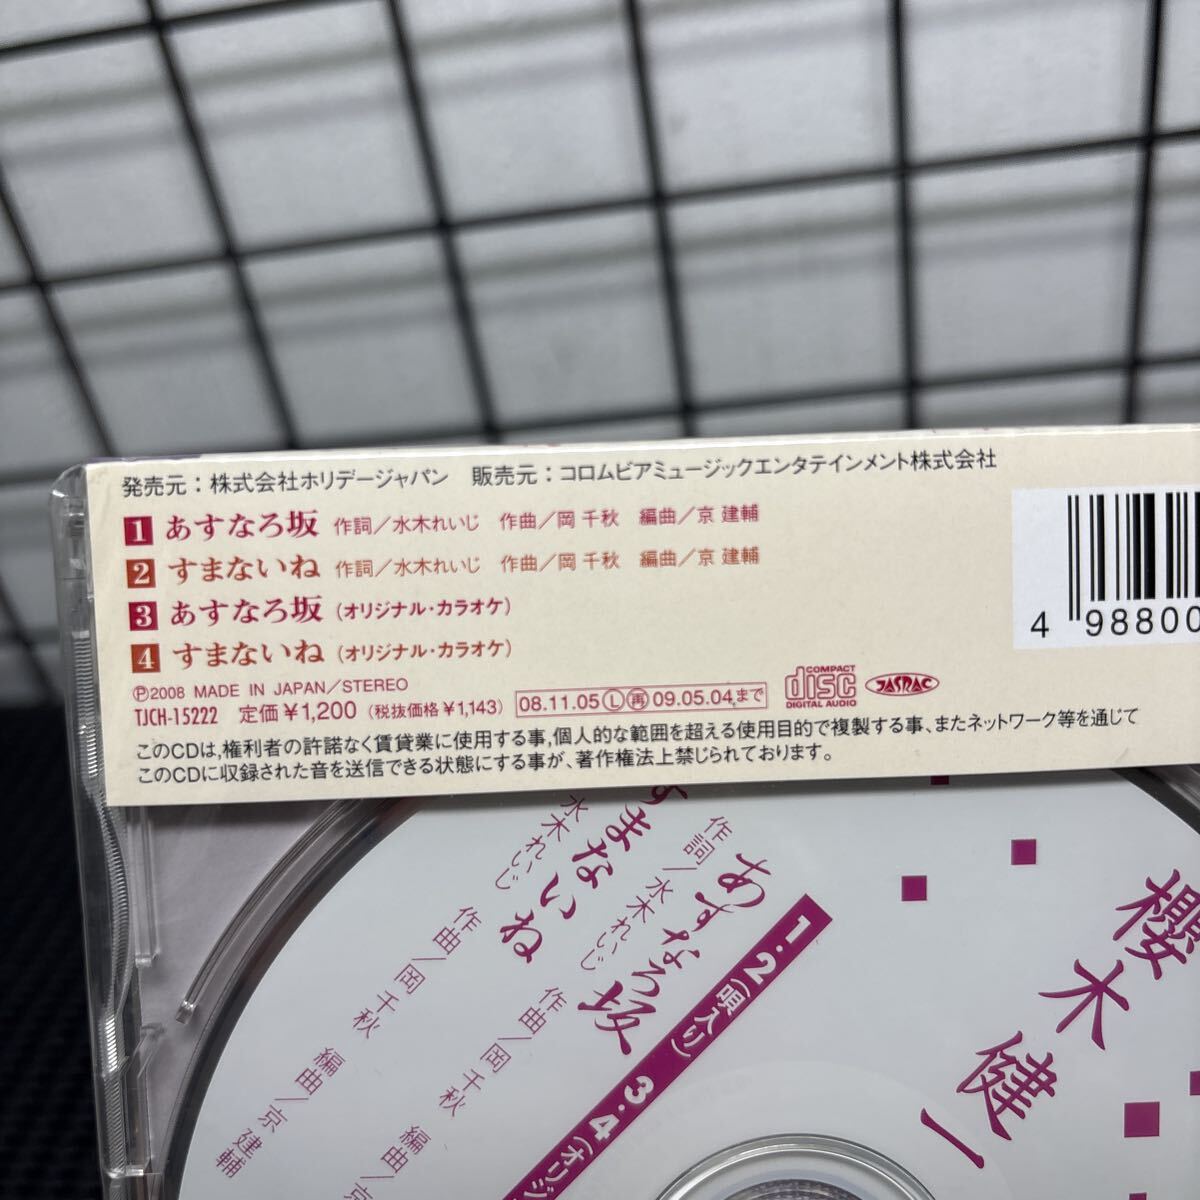 発売元：株式会社ホリデージャパン　販売元：コロムビアミュージックエンタテインメント株式会社
1 あすなろ坂 作詞／水木れいじ　作曲／岡 千秋　編曲／京 建輔
2 すまないね 作詞／水木れいじ　作曲／岡 千秋　編曲／京 建輔
3 あすなろ坂（オリジナル・カラオケ）
4 すまないね（オリジナル・カラオケ）
Ⓟ2008 MADE IN JAPAN／STEREO
TJCH-15222 定価¥1,200（税抜価格¥1,143） 08.11.05Ⓛ㊢09.05.04まで
COMPACT disc DIGITAL AUDIO
JASRAC
このCDは、権利者の許諾なく賃貸業に使用する事、個人的な範囲を超える使用目的で複製する事、またネットワーク等を通じて
このCDに収録された音を送信できる状態にする事が、著作権法上禁じられております。
4 98800
櫻木健一
1・2（唄入り） 3・4（オリジ
あすなろ坂
作詞／水木れいじ 作曲／岡 千秋 編曲／京
すまないね
水木れいじ 作曲／岡 千秋 編曲／京 建輔